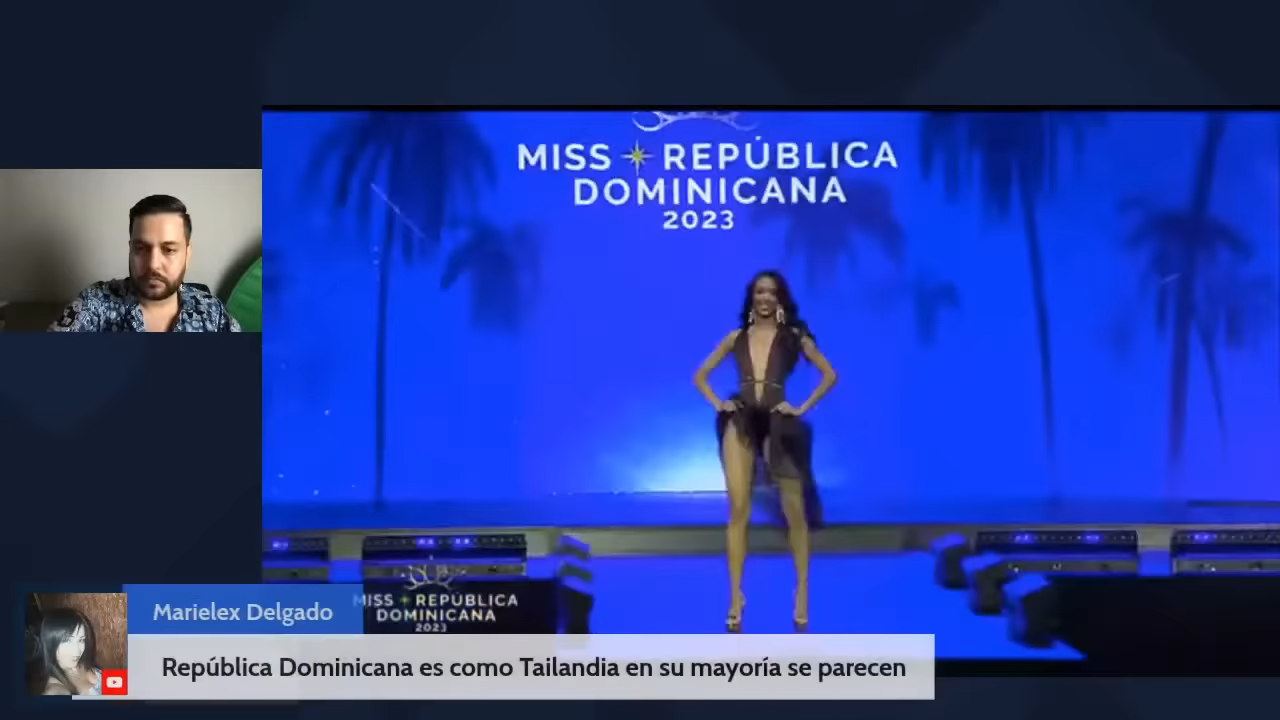 MISS REPÚBLICA
DOMINICANA
2023
Marielex Delgado
MISS REPÚBLICA
DOMINICANA
2023
República Dominicana es como Tailandia en su mayoría se parecen